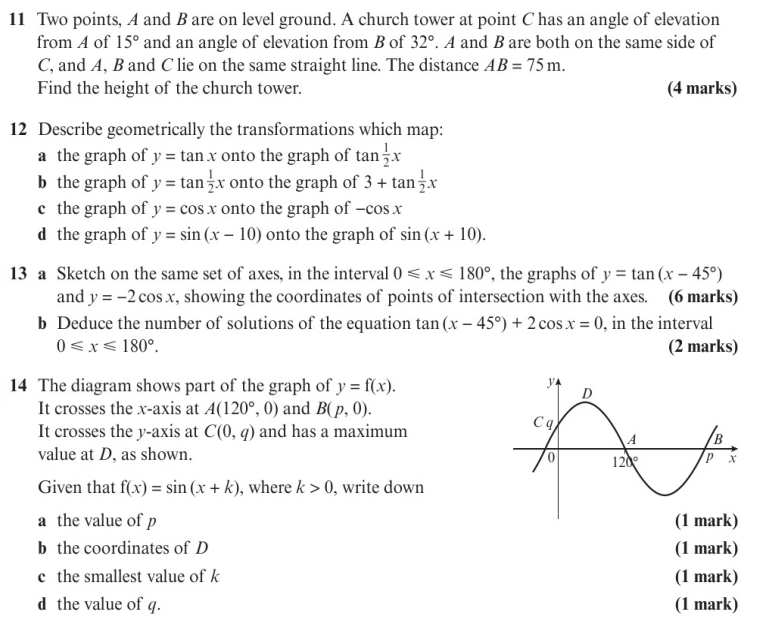 11 Two points, A and B are on level ground. A church tower at point C has an angle of elevation
from A of 15° and an angle of elevation from B of 32°. A and B are both on the same side of
C, and A, B and C lie on the same straight line. The distance AB = 75 m.
Find the height of the church tower. (4 marks)
12 Describe geometrically the transformations which map:
a the graph of y = tan x onto the graph of tan ½x
b the graph of y = tan ½x onto the graph of 3 + tan ½x
c the graph of y = cos x onto the graph of −cos x
d the graph of y = sin (x − 10) onto the graph of sin (x + 10).
13 a Sketch on the same set of axes, in the interval 0 ⩽ x ⩽ 180°, the graphs of y = tan (x − 45°)
and y = −2 cos x, showing the coordinates of points of intersection with the axes. (6 marks)
b Deduce the number of solutions of the equation tan (x − 45°) + 2 cos x = 0, in the interval
0 ⩽ x ⩽ 180°. (2 marks)
14 The diagram shows part of the graph of y = f(x).
It crosses the x-axis at A(120°, 0) and B(p, 0).
It crosses the y-axis at C(0, q) and has a maximum
value at D, as shown.
Given that f(x) = sin (x + k), where k > 0, write down
y
D
C q
A
B
0
120°
p
x
a the value of p (1 mark)
b the coordinates of D (1 mark)
c the smallest value of k (1 mark)
d the value of q. (1 mark)